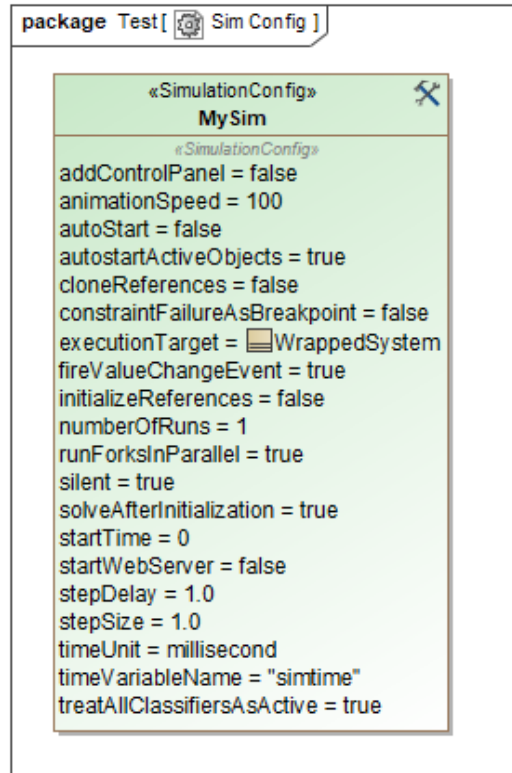 package Test[ Sim Config ]
«SimulationConfig»
MySim
«SimulationConfig»
addControlPanel = false
animationSpeed = 100
autoStart = false
autostartActiveObjects = true
cloneReferences = false
constraintFailureAsBreakpoint = false
executionTarget = WrappedSystem
fireValueChangeEvent = true
initializeReferences = false
numberOfRuns = 1
runForksInParallel = true
silent = true
solveAfterInitialization = true
startTime = 0
startWebServer = false
stepDelay = 1.0
stepSize = 1.0
timeUnit = millisecond
timeVariableName = "simtime"
treatAllClassifiersAsActive = true